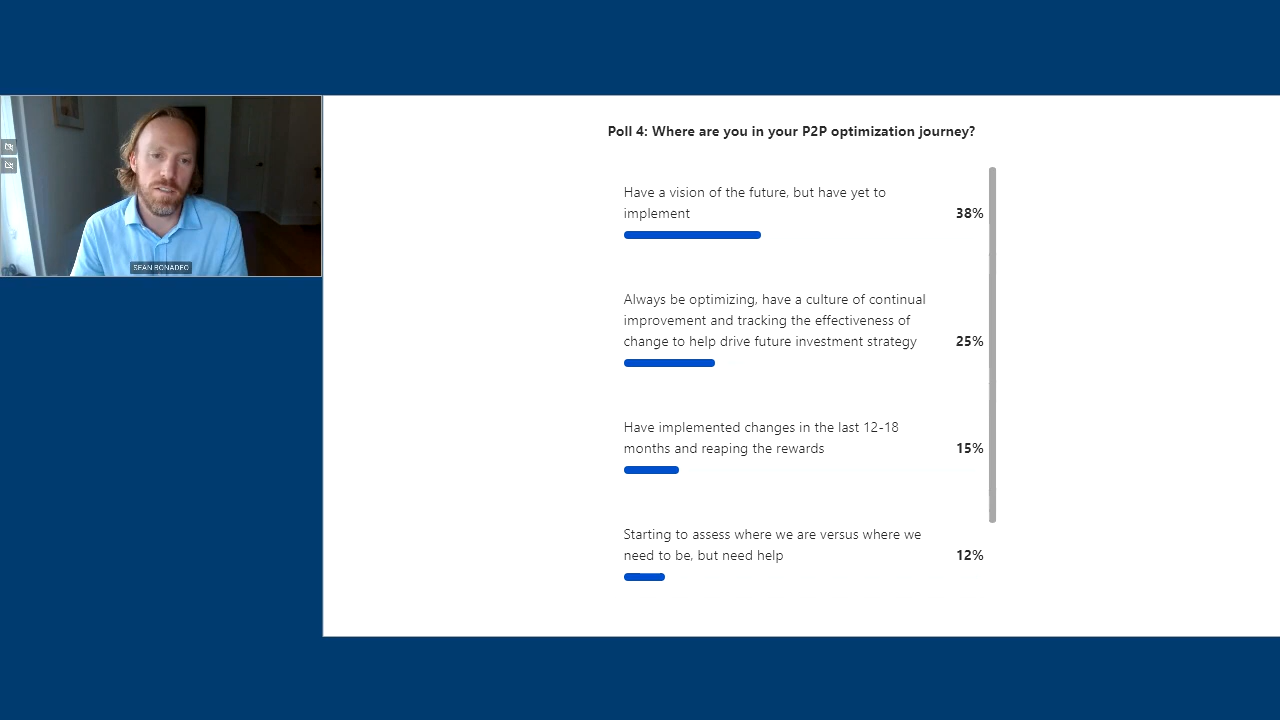 Poll 4: Where are you in your P2P optimization journey?
Have a vision of the future, but have yet to
implement
38%
Always be optimizing, have a culture of continual
improvement and tracking the effectiveness of
change to help drive future investment strategy
25%
Have implemented changes in the last 12-18
months and reaping the rewards
15%
Starting to assess where we are versus where we
need to be, but need help
12%
SEAN BONADEO